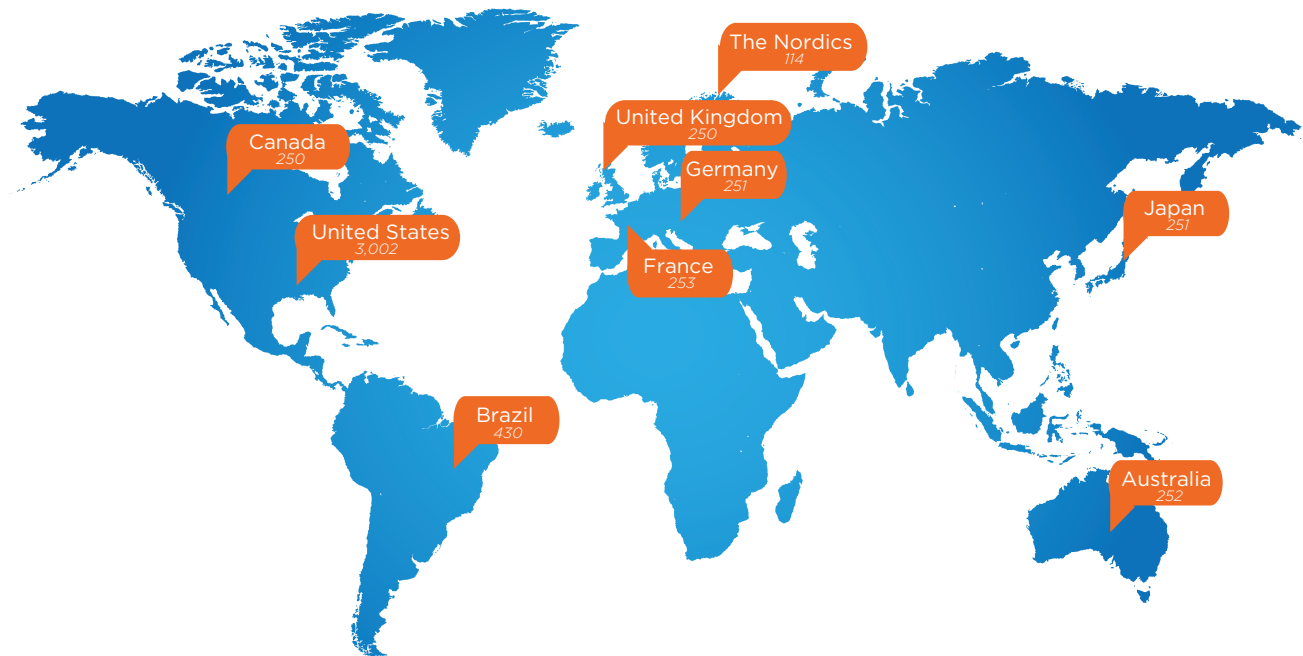 The Nordics
114
United Kingdom
250
Canada
250
Germany
251
Japan
251
United States
3,002
France
253
Brazil
430
Australia
252